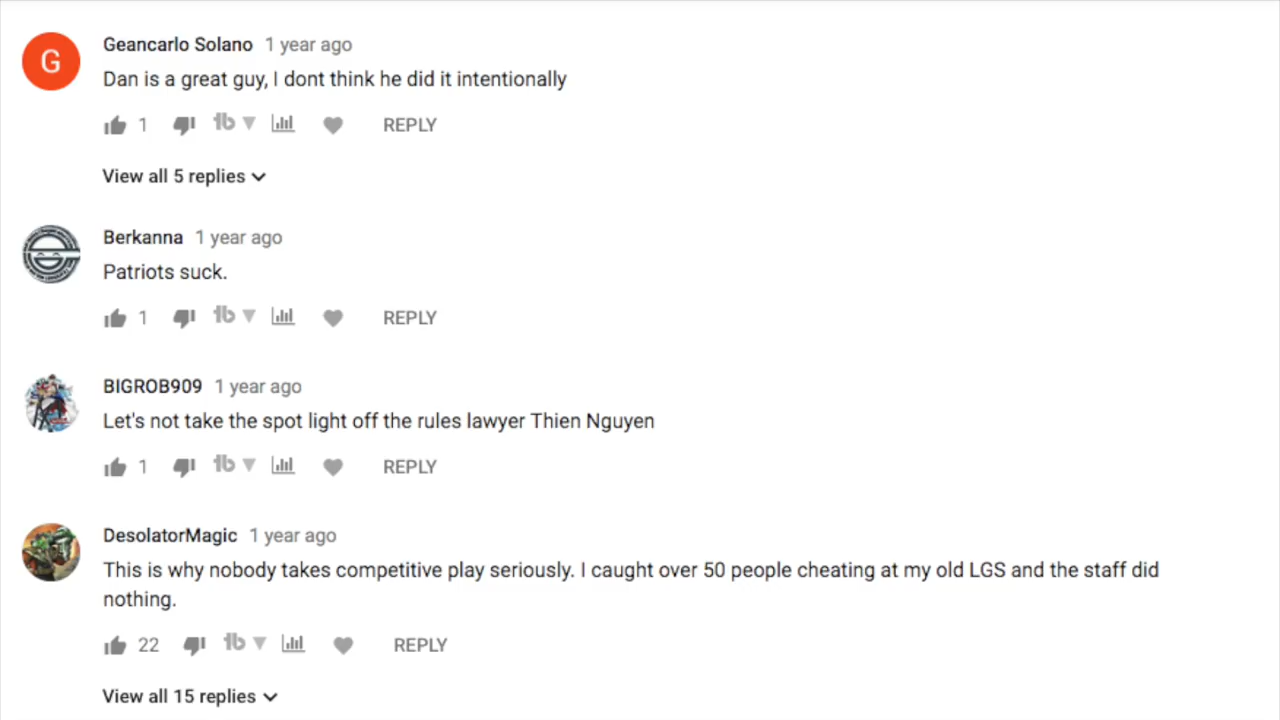 G
Geancarlo Solano 1 year ago
Dan is a great guy, I dont think he did it intentionally
1 tb REPLY
View all 5 replies
Berkanna 1 year ago
Patriots suck.
1 tb REPLY
BIGROB909 1 year ago
Let's not take the spot light off the rules lawyer Thien Nguyen
1 tb REPLY
DesolatorMagic 1 year ago
This is why nobody takes competitive play seriously. I caught over 50 people cheating at my old LGS and the staff did
nothing.
22 tb REPLY
View all 15 replies